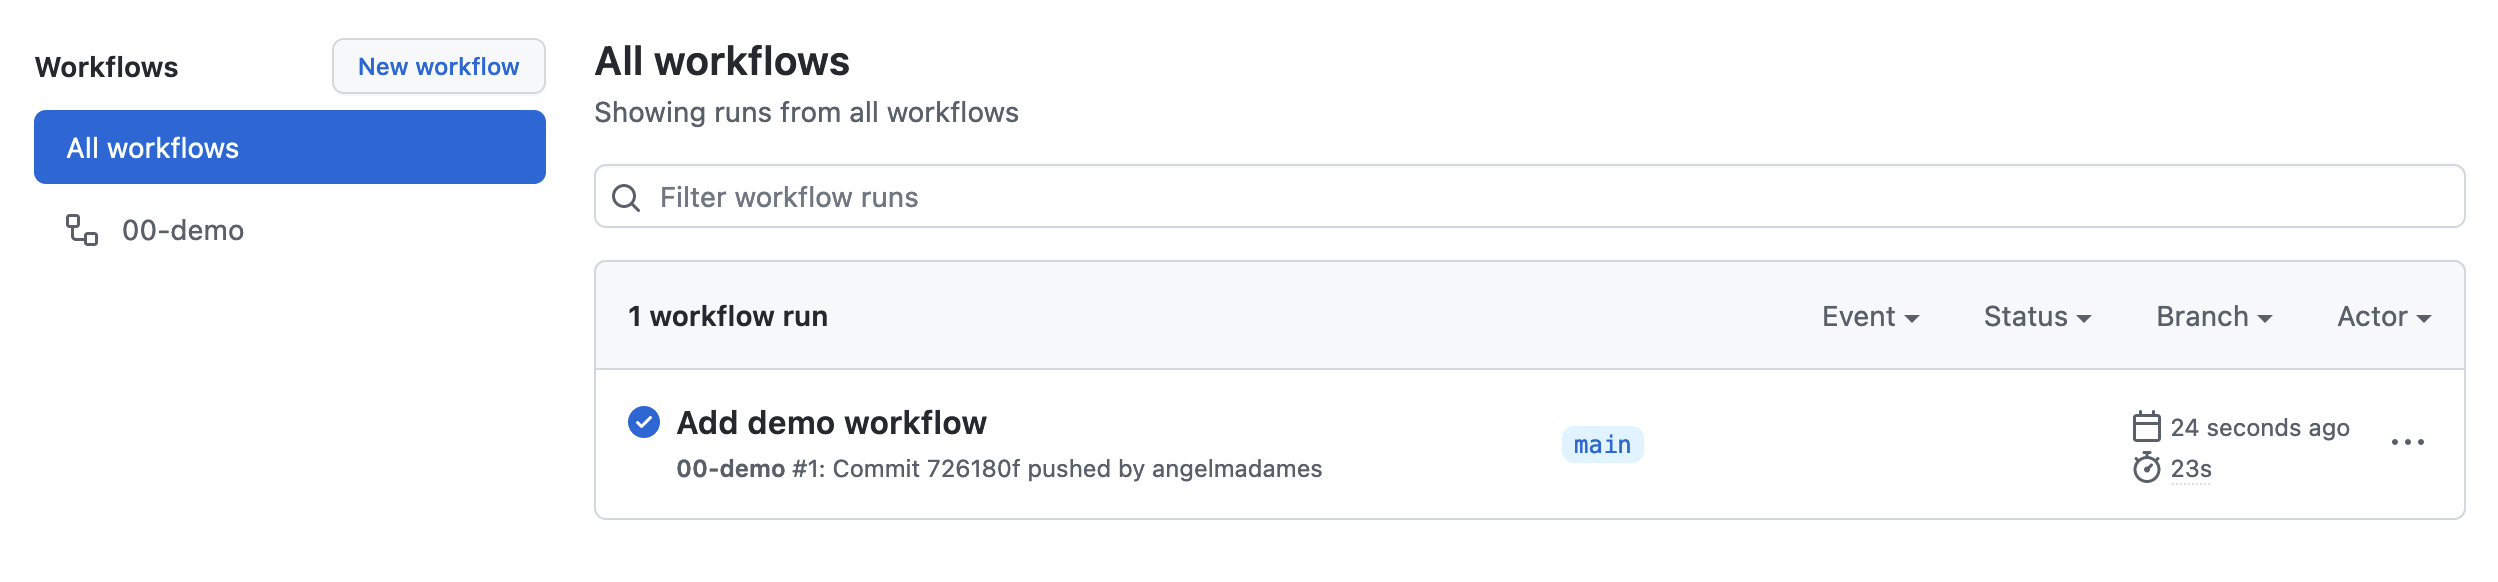 Workflows
New workflow
All workflows
00-demo
All workflows
Showing runs from all workflows
Filter workflow runs
1 workflow run
Event
Status
Branch
Actor
Add demo workflow
00-demo #1: Commit 726180f pushed by angelmadames
main
24 seconds ago
23s